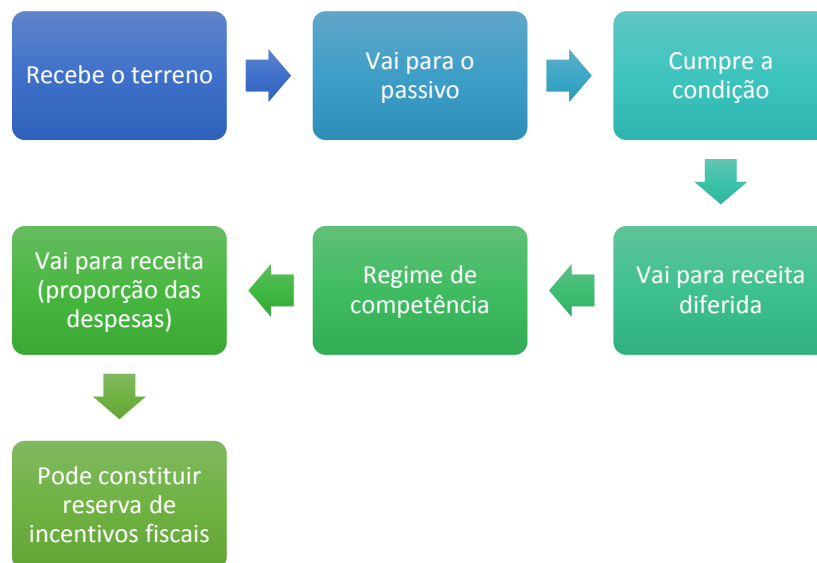 Recebe o terreno
Vai para o
passivo
Cumpre a
condição
Vai para receita
diferida
Regime de
competência
Vai para receita
(proporção das
despesas)
Pode constituir
reserva de
incentivos fiscais